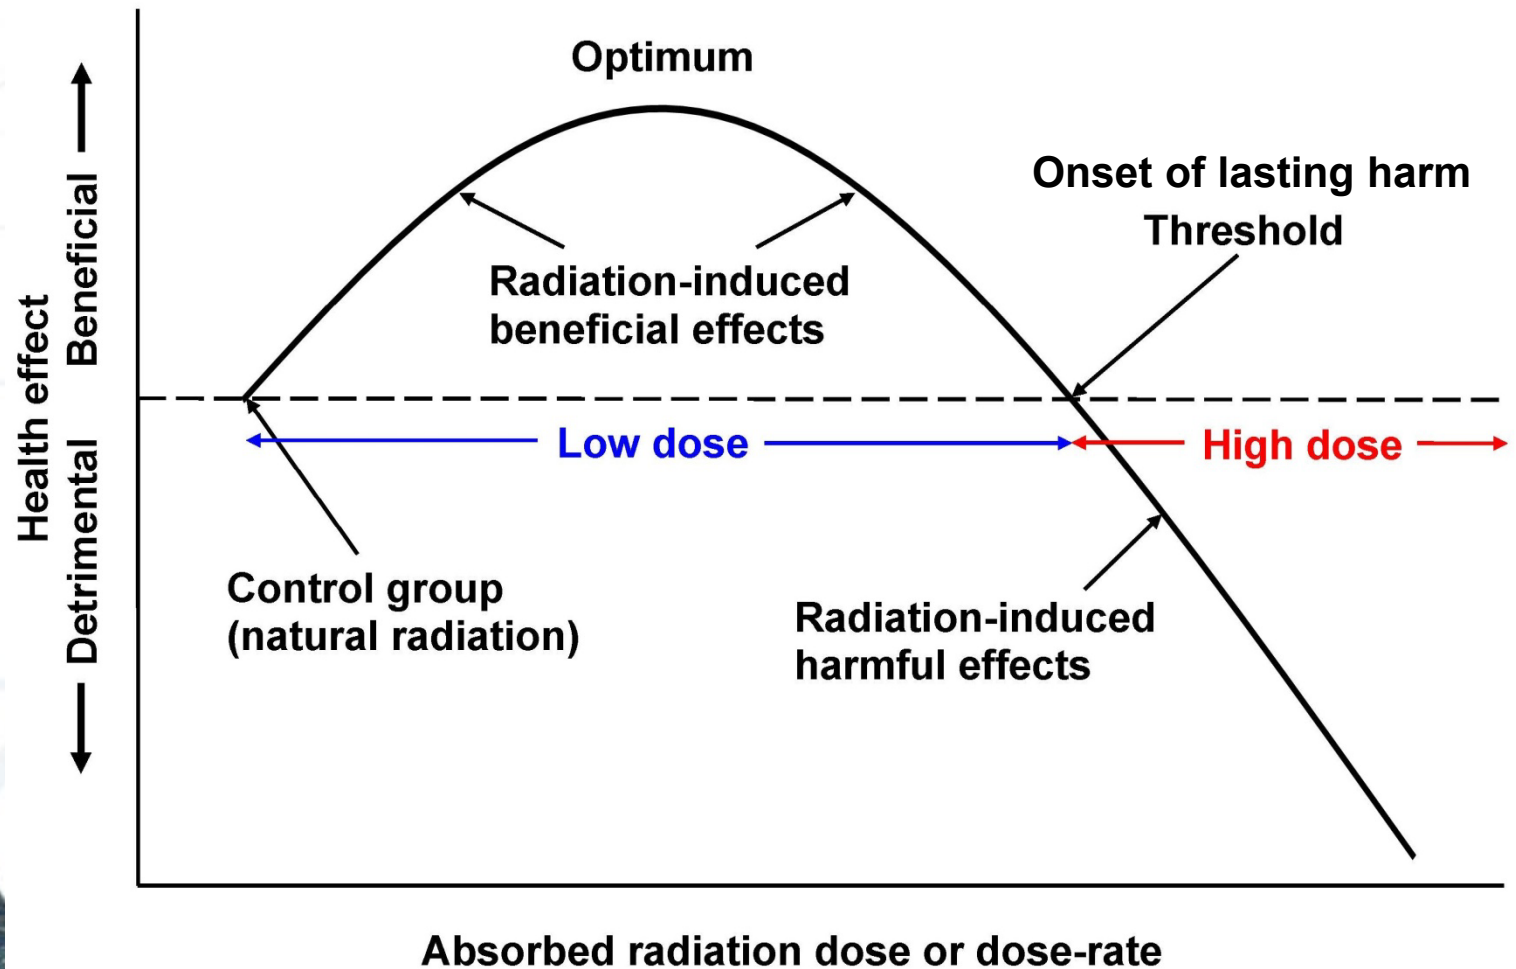 Optimum
Onset of lasting harm
Threshold
Radiation-induced
beneficial effects
Health effect
Beneficial
Detrimental
Low dose
High dose
Control group
(natural radiation)
Radiation-induced
harmful effects
Absorbed radiation dose or dose-rate